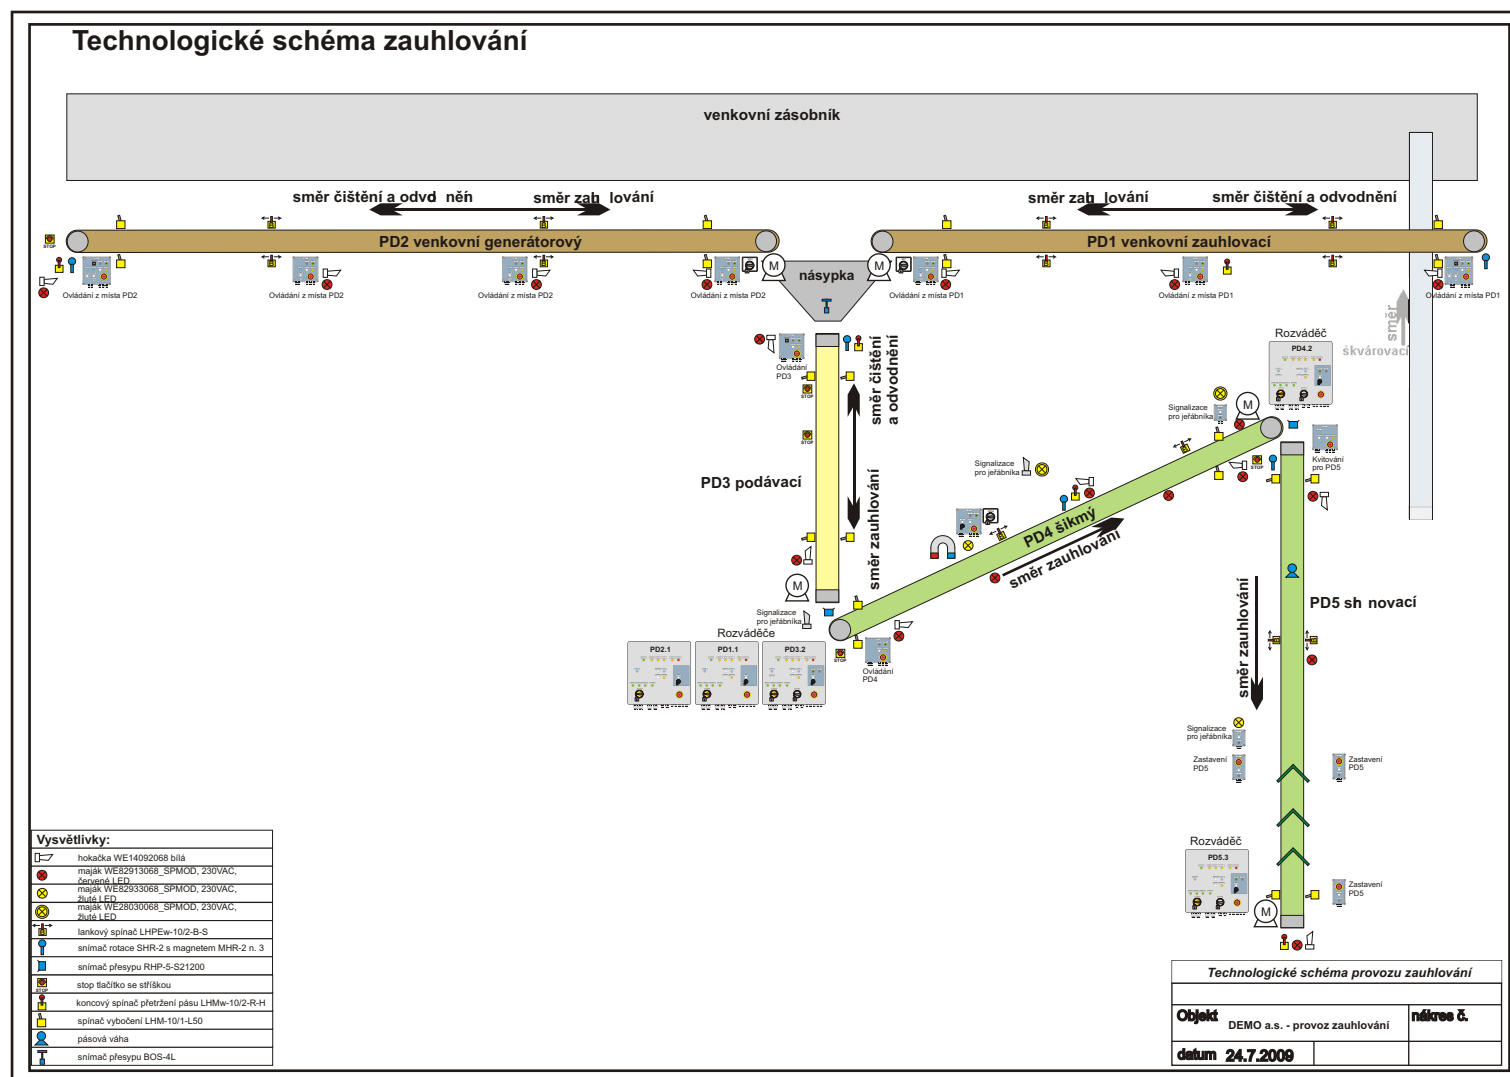 Technologické schéma zauhlování
venkovní zásobník
směr čištění a odvd něň
směr zah lování
směr zah lování
směr čištění a odvodnění
PD2 venkovní generátorový
PD1 venkovní zauhlovací
STOP
M
násypka
M
Ovládání z místa PD2
Ovládání z místa PD2
Ovládání z místa PD2
Ovládání z místa PD2
Ovládání z místa PD1
Ovládání z místa PD1
Ovládání z místa PD1
směr
škvárovací
Rozváděč
PD4.2
Ovládání
PD3
směr čištění
a odvodnění
STOP
STOP
Signalizace
pro jeřábníka
M
Kvitování
pro PD5
STOP
Signalizace
pro jeřábníka
PD3 podávací
směr zauhlování
PD4 šikmý
směr zauhlování
M
Signalizace
pro jeřábníka
směr zauhlování
PD5 sh novací
Rozváděče
PD2.1
PD1.1
PD3.2
STOP
Ovládání
PD4
Signalizace
pro jeřábníka
Zastavení
PD5
Zastavení
PD5
Rozváděč
PD5.3
Zastavení
PD5
M
Vysvětlivky:
hokačka WE14092068 bílá
maják WE82913068_SPMOD, 230VAC,
červené LED
maják WE82933068_SPMOD, 230VAC,
žluté LED
maják WE28030068_SPMOD, 230VAC,
žluté LED
lankový spínač LHPEw-10/2-B-S
snímač rotace SHR-2 s magnetem MHR-2 n. 3
snímač přesypu RHP-5-S21200
STOP
stop tlačítko se stříškou
koncový spínač přetržení pásu LHMw-10/2-R-H
spínač vybočení LHM-10/1-L50
pásová váha
snímač přesypu BOS-4L
Technologické schéma provozu zauhlování
Objekt
DEMO a.s. - provoz zauhlování
nákres č.
datum 24.7.2009